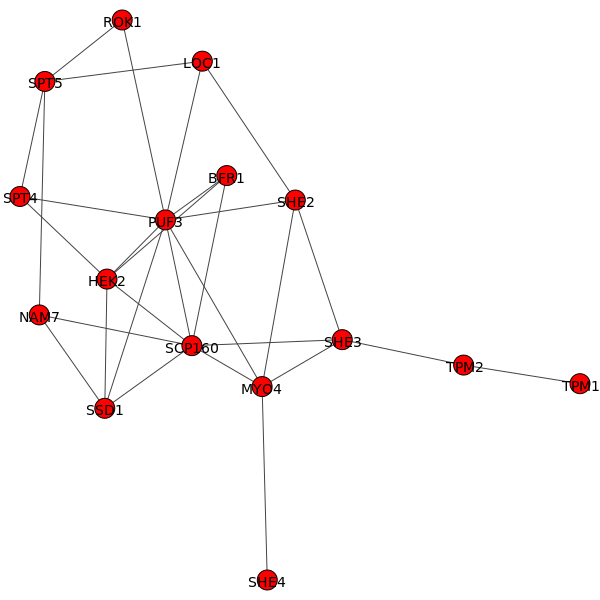 ROK1
LOC1
SPT5
BFR1
SPT4
SHE2
PUF3
HEK2
NAM7
SHE3
SCP160
TPM2
TPM1
MYO4
SSD1
SHE4